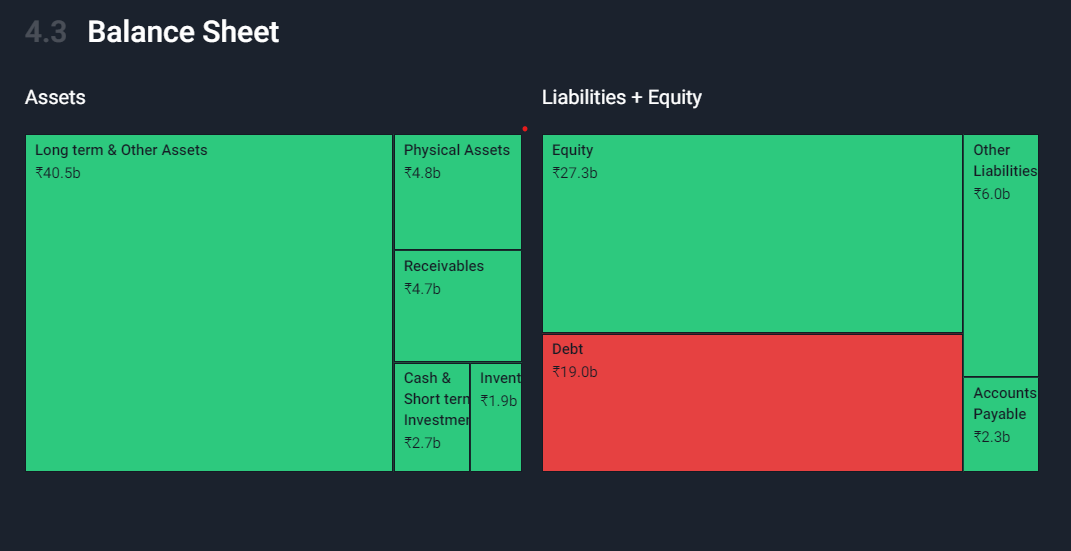 4.3 Balance Sheet
Assets
Liabilities + Equity
Long term & Other Assets
₹40.5b
Physical Assets
₹4.8b
Receivables
₹4.7b
Cash &
Short tern
Investmer
₹2.7b
Invent
₹1.9b
Equity
₹27.3b
Debt
₹19.0b
Other
Liabilities
₹6.0b
Accounts
Payable
₹2.3b